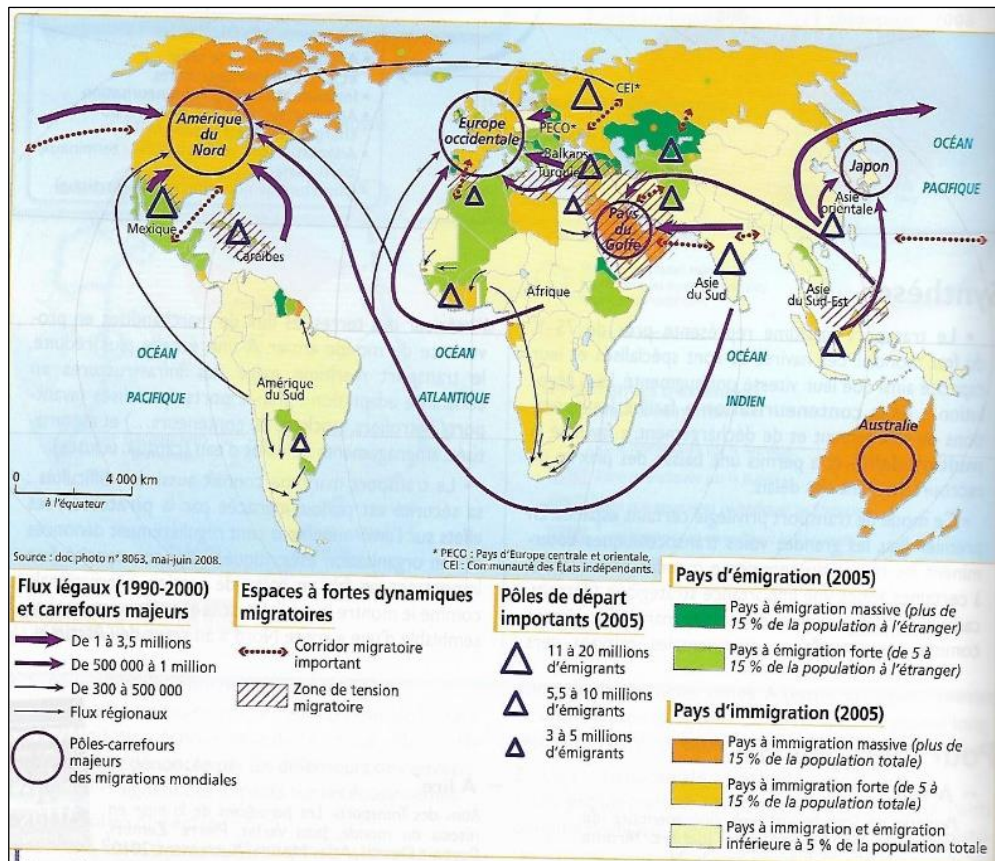 Amérique
du
Nord
Europe
occidentale
CEI*
PECO*
Balkans
Turquie
Japon
OCÉAN
PACIFIQUE
Asie
orientale
Pays
du
Golfe
Mexique
Caraïbes
Asie
du Sud
Asie
du Sud-Est
Afrique
OCÉAN
PACIFIQUE
OCÉAN
ATLANTIQUE
OCÉAN
INDIEN
Amérique
du Sud
Australie
0 4 000 km
à l'équateur
Source : doc photo n° 8063, mai-juin 2008.
* PECO : Pays d'Europe centrale et orientale,
CEI : Communauté des États indépendants.
Flux légaux (1990-2000)
et carrefours majeurs
De 1 à 3,5 millions
De 500 000 à 1 million
De 300 à 500 000
Flux régionaux
Pôles-carrefours
majeurs
des migrations mondiales
Espaces à fortes dynamiques
migratoires
Corridor migratoire
important
Zone de tension
migratoire
Pôles de départ
importants (2005)
11 à 20 millions
d'émigrants
5,5 à 10 millions
d'émigrants
3 à 5 millions
d'émigrants
Pays d'émigration (2005)
Pays à émigration massive (plus de
15 % de la population à l'étranger)
Pays à émigration forte (de 5 à
15 % de la population à l'étranger)
Pays d'immigration (2005)
Pays à immigration massive (plus de
15 % de la population totale)
Pays à immigration forte (de 5 à
15 % de la population totale)
Pays à immigration et émigration
inférieure à 5 % de la population totale